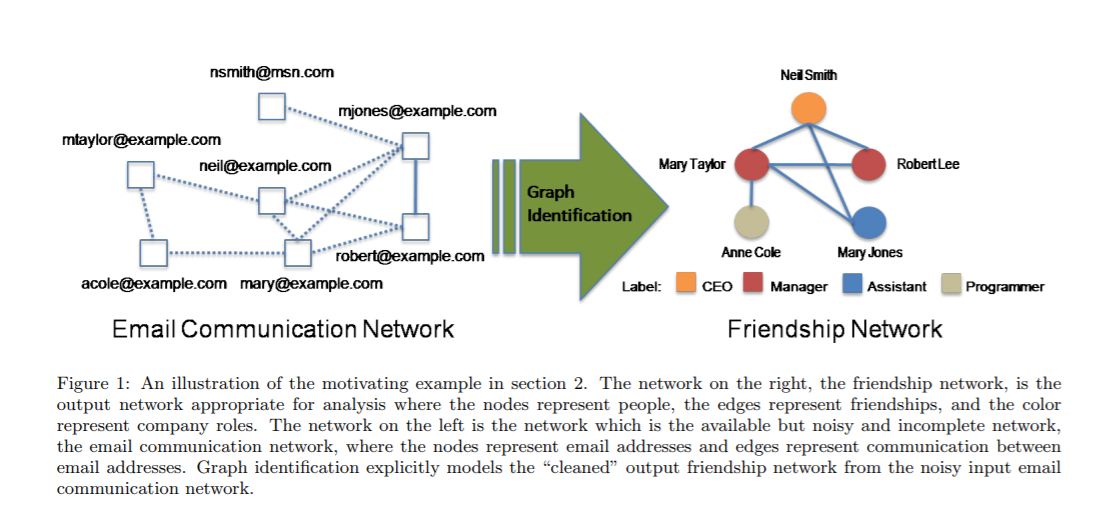 nsmith@msn.com
mjones@example.com
mtaylor@example.com
neil@example.com
robert@example.com
acole@example.com mary@example.com
Email Communication Network
Graph
Identification
Neil Smith
Mary Taylor
Robert Lee
Anne Cole
Mary Jones
Label: CEO Manager Assistant Programmer
Friendship Network
Figure 1: An illustration of the motivating example in section 2. The network on the right, the friendship network, is the
output network appropriate for analysis where the nodes represent people, the edges represent friendships, and the color
represent company roles. The network on the left is the network which is the available but noisy and incomplete network,
the email communication network, where the nodes represent email addresses and edges represent communication between
email addresses. Graph identification explicitly models the “cleaned” output friendship network from the noisy input email
communication network.